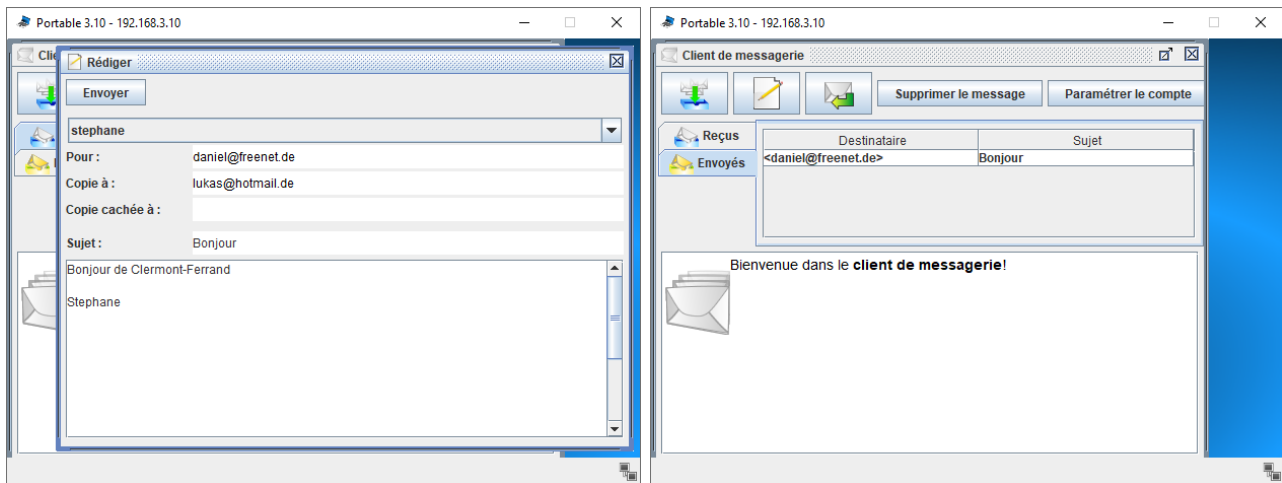 Portable 3.10 - 192.168.3.10
Clie
Rédiger
Envoyer
stephane
Pour :
daniel@freenet.de
Copie à :
lukas@hotmail.de
Copie cachée à :
Sujet :
Bonjour
Bonjour de Clermont-Ferrand
Stephane
Portable 3.10 - 192.168.3.10
Client de messagerie
Supprimer le message
Paramétrer le compte
Reçus
Envoyés
Destinataire
Sujet
<daniel@freenet.de>
Bonjour
Bienvenue dans le client de messagerie!